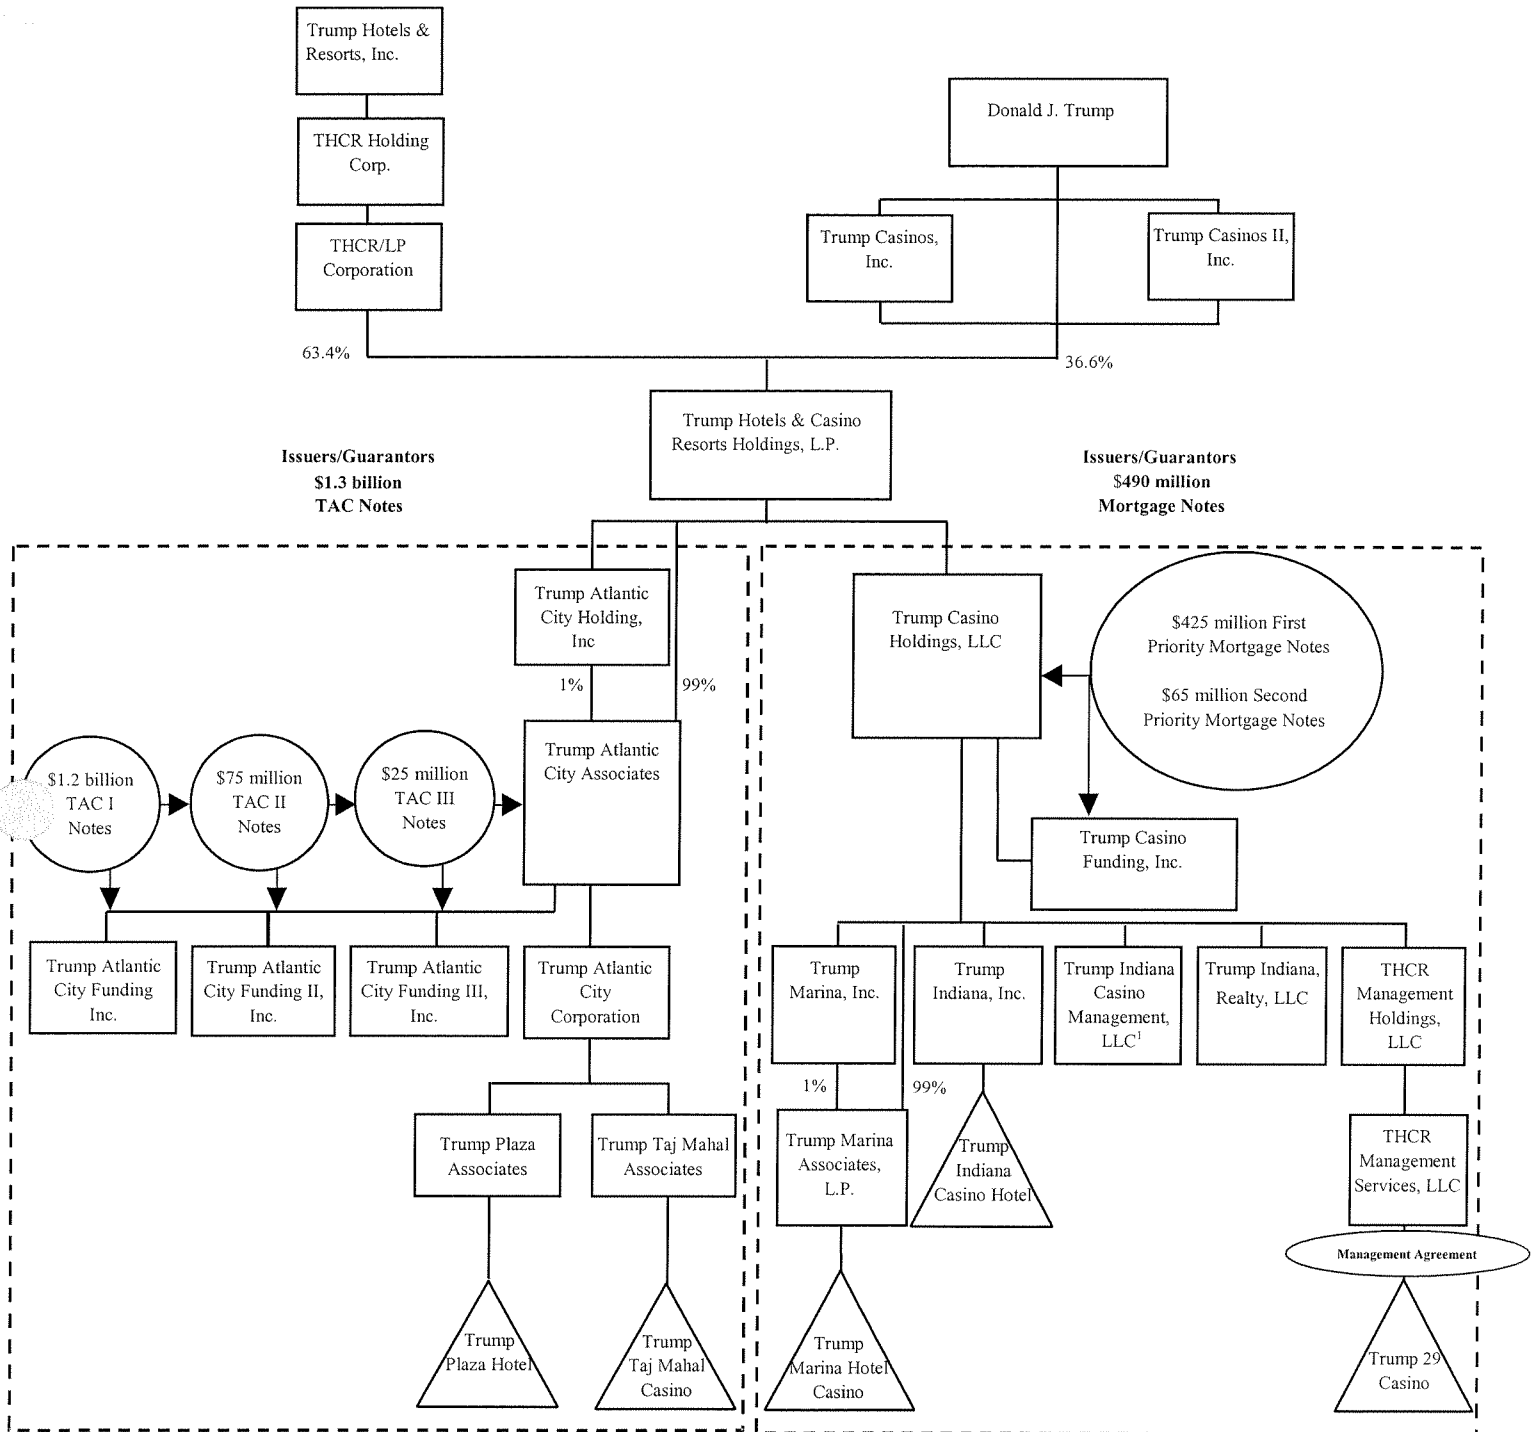 Trump Hotels &
Resorts, Inc.
THCR Holding
Corp.
THCR/LP
Corporation
Donald J. Trump
Trump Casinos,
Inc.
Trump Casinos II,
Inc.
63.4%
36.6%
Trump Hotels & Casino
Resorts Holdings, L.P.
Issuers/Guarantors
$1.3 billion
TAC Notes
Issuers/Guarantors
$490 million
Mortgage Notes
Trump Atlantic
City Holding,
Inc
1%
99%
Trump Atlantic
City Associates
$1.2 billion
TAC I
Notes
$75 million
TAC II
Notes
$25 million
TAC III
Notes
Trump Atlantic
City Funding
Inc.
Trump Atlantic
City Funding II,
Inc.
Trump Atlantic
City Funding III,
Inc.
Trump Atlantic
City
Corporation
Trump Plaza
Associates
Trump Taj Mahal
Associates
Trump
Plaza Hotel
Trump
Taj Mahal
Casino
Trump Casino
Holdings, LLC
$425 million First
Priority Mortgage Notes
$65 million Second
Priority Mortgage Notes
Trump Casino
Funding, Inc.
Trump
Marina, Inc.
Trump
Indiana, Inc.
Trump Indiana
Casino
Management,
LLC¹
Trump Indiana,
Realty, LLC
THCR
Management
Holdings,
LLC
1%
99%
Trump Marina
Associates,
L.P.
Trump
Indiana
Casino Hotel
THCR
Management
Services, LLC
Management Agreement
Trump
Marina Hotel
Casino
Trump 29
Casino